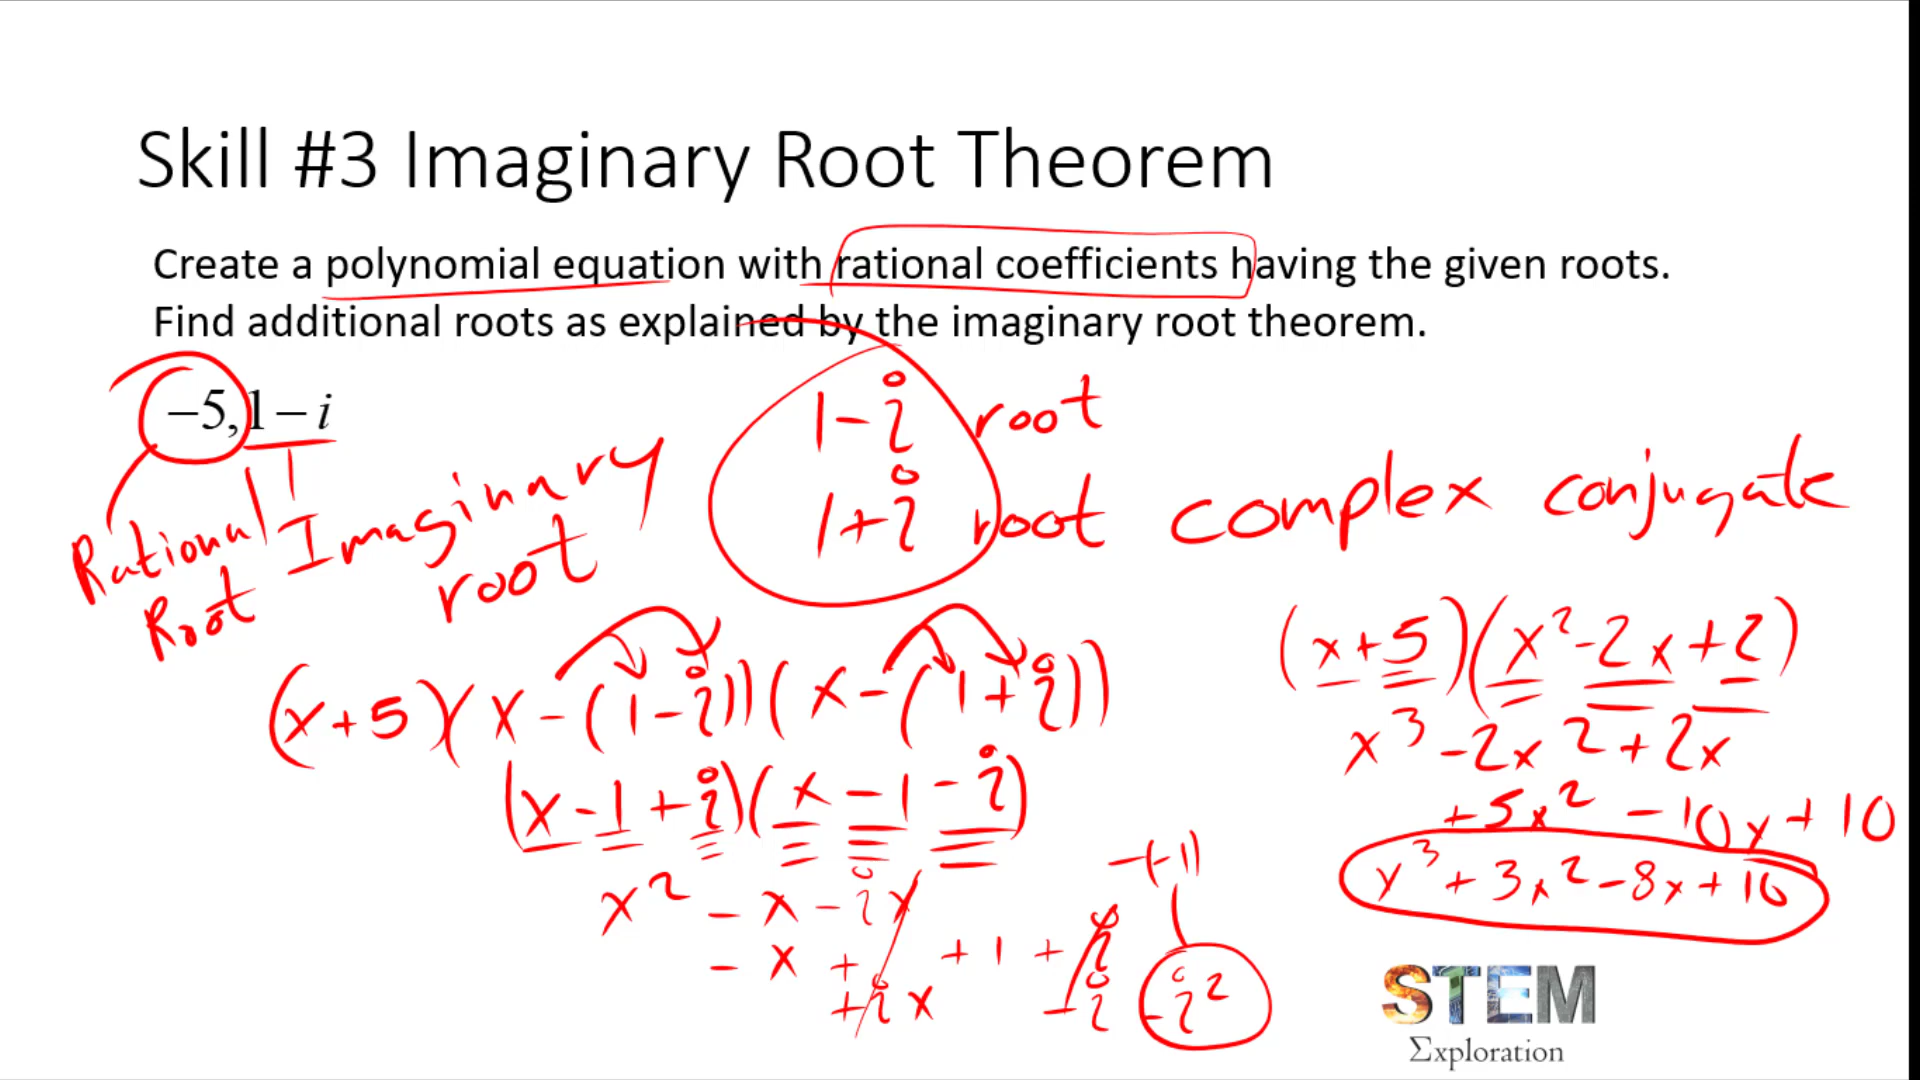 Skill #3 Imaginary Root Theorem
Create a polynomial equation with rational coefficients having the given roots.
Find additional roots as explained by the imaginary root theorem.
−5, 1 − i
Rational Root
Imaginary root
1 - i root
1 + i root complex conjugate
(x+5)(x-(1-i))(x-(1+i))
(x-1+i)(x-1-i)
x² - x - ix
- x + 1 + i
+ix - i - i²
-(-1)
(x+5)(x²-2x+2)
x³ -2x² + 2x
+5x² - 10x + 10
x³ + 3x² - 8x + 10
STEM
Σxploration